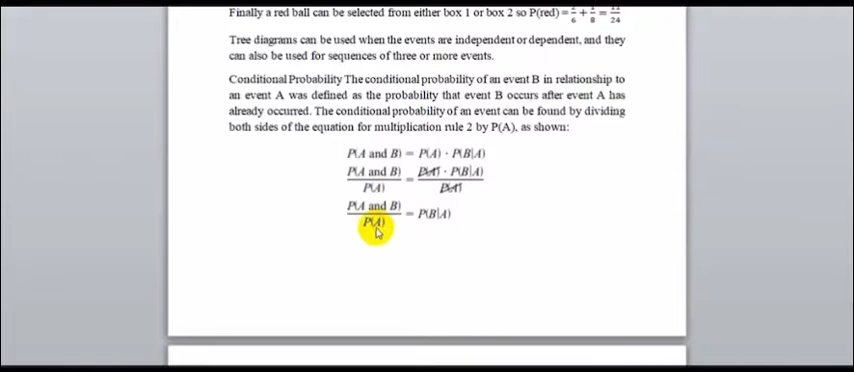 Finally a red ball can be selected from either box 1 or box 2 so P(red) = /6 + /8 = /24
Tree diagrams can be used when the events are independent or dependent, and they
can also be used for sequences of three or more events.
Conditional Probability The conditional probability of an event B in relationship to
an event A was defined as the probability that event B occurs after event A has
already occurred. The conditional probability of an event can be found by dividing
both sides of the equation for multiplication rule 2 by P(A), as shown:
P(A and B) = P(A) · P(B|A)
P(A and B) / P(A) = P(A) · P(B|A) / P(A)
P(A and B) / P(A) = P(B|A)